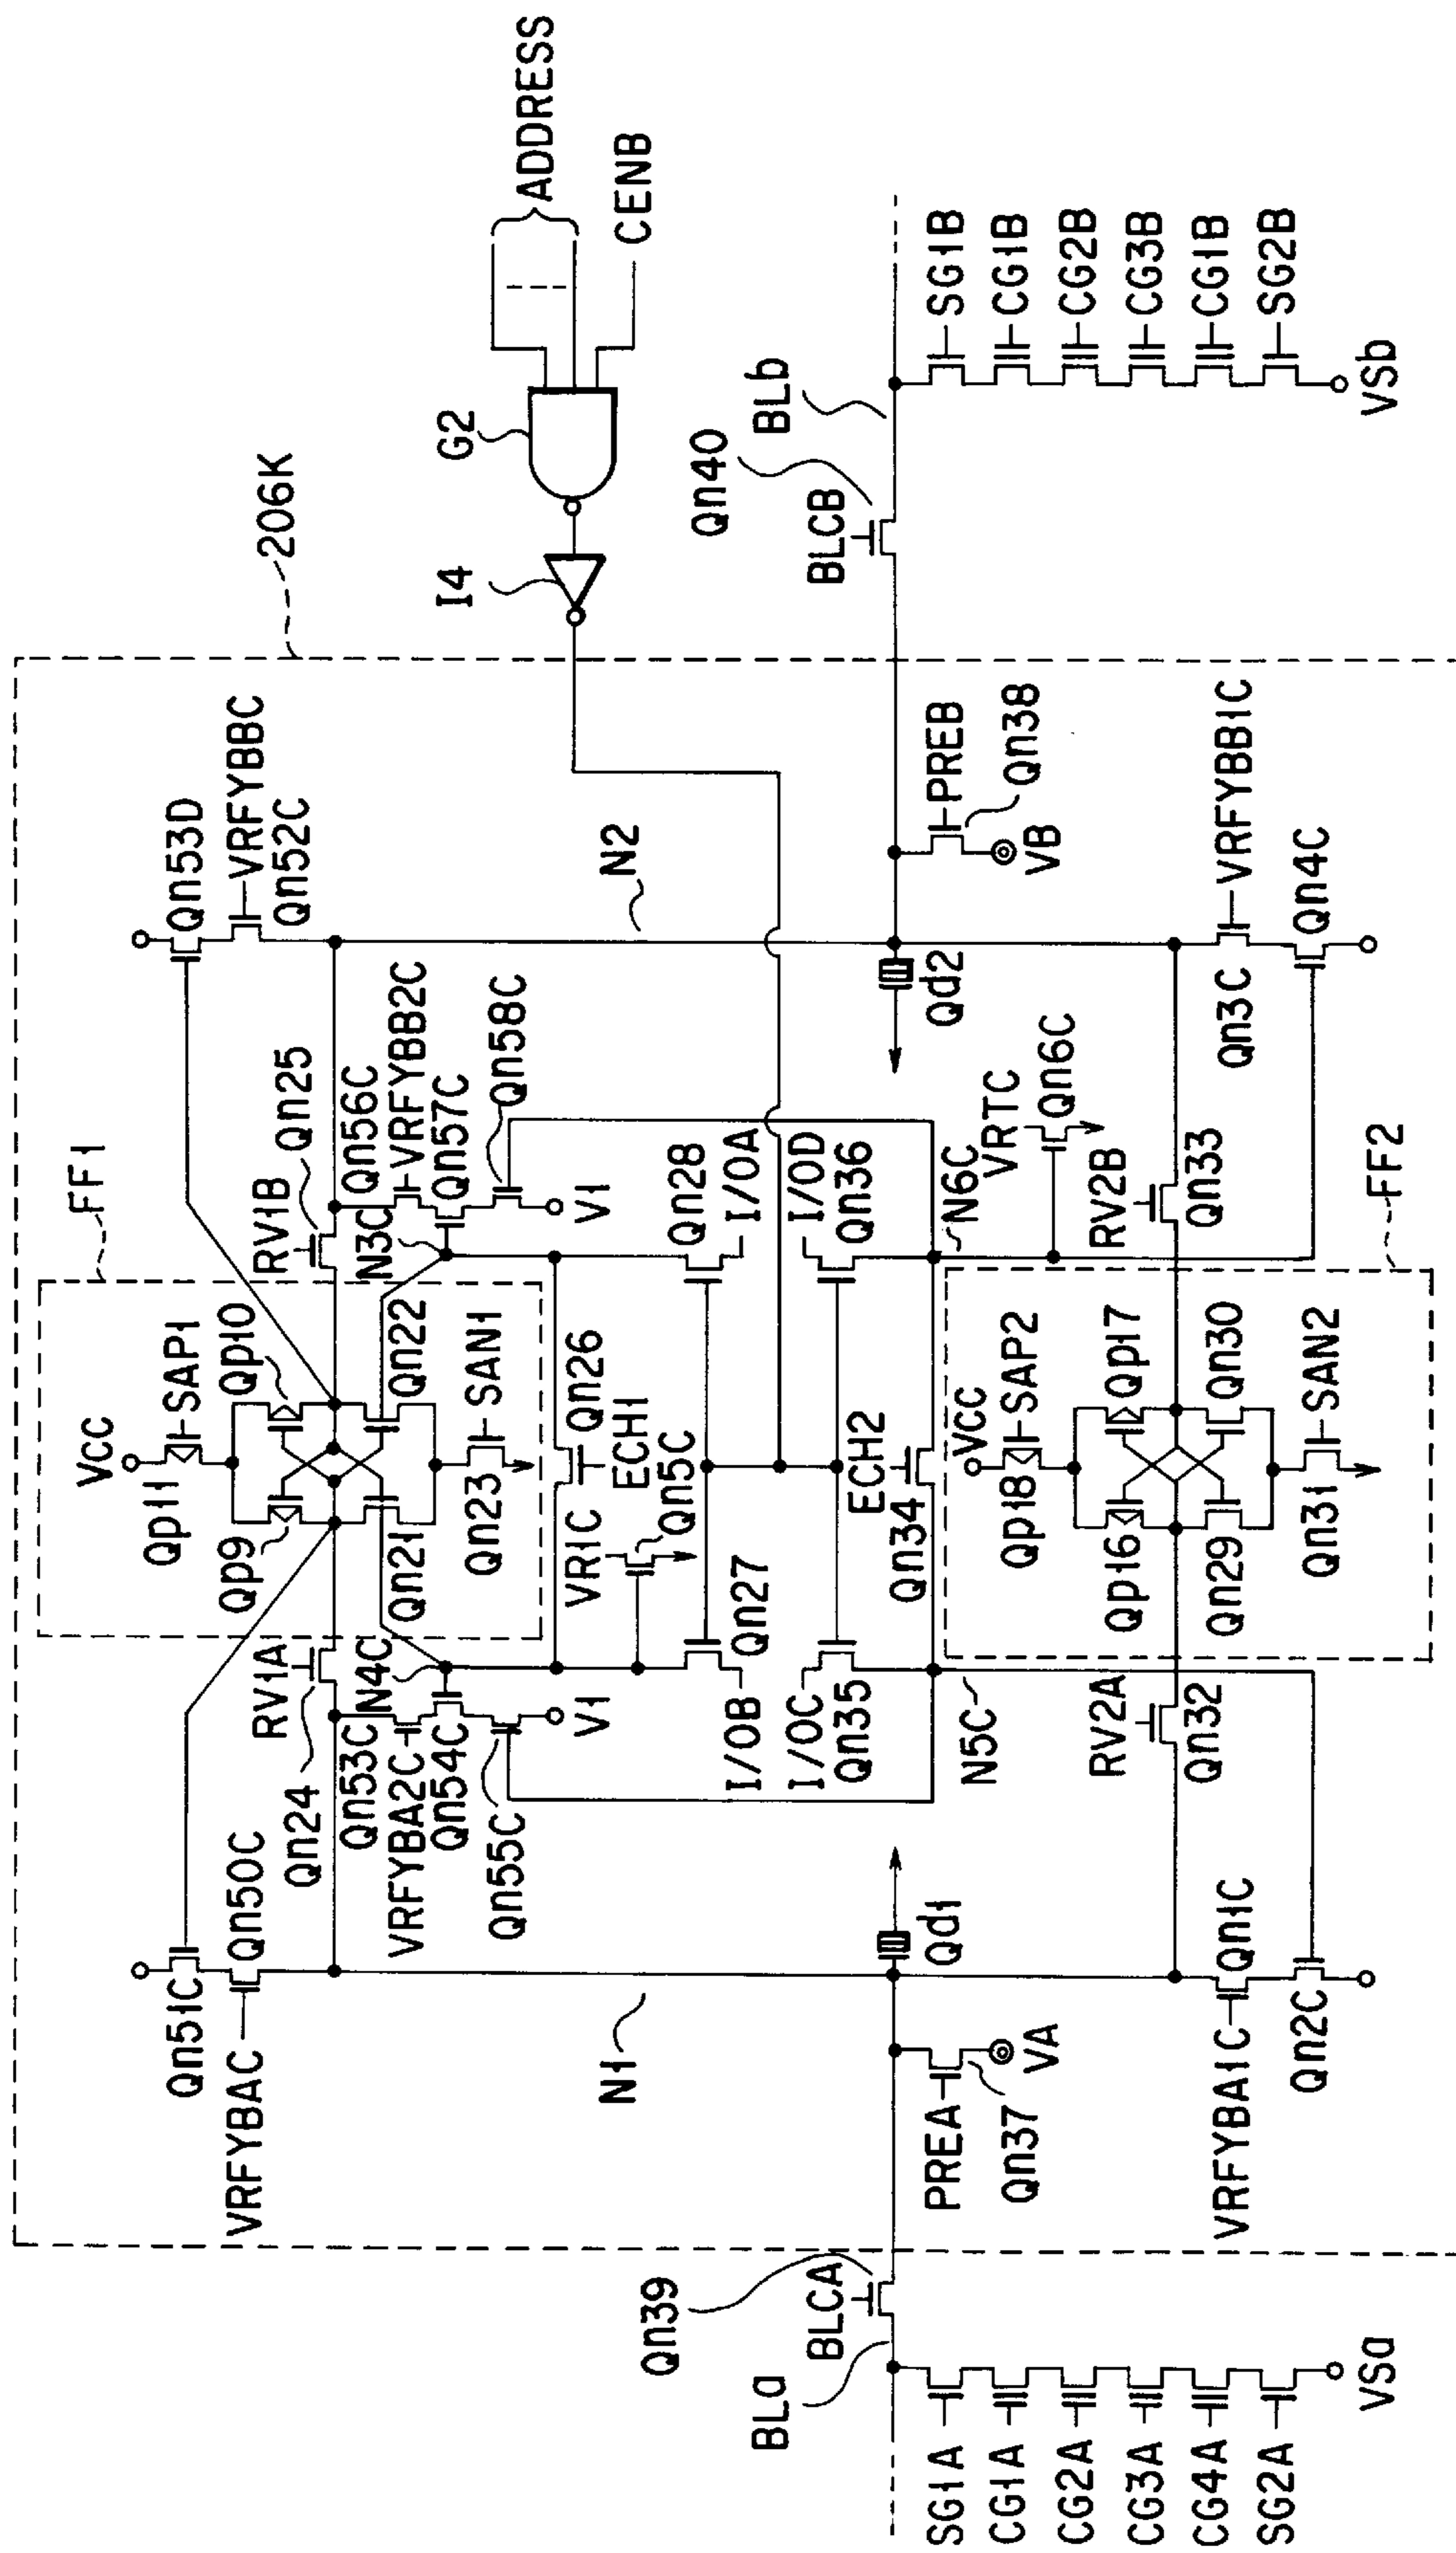 206K
ADDRESS
CENB
G2
I4
Qn40
BLCB
BLb
SG1B
CG1B
CG2B
CG3B
CG1B
SG2B
VSb
Qn53D
VRFYBBC
Qn52C
N2
PREB
Qn38
VB
Qd2
VRFYBB1C
Qn3C
Qn4C
FF1
RV1B
Qn25
Qn56C
VRFYBB2C
Qn57C
Qn58C
N3C
V1
Qn28
I/OA
I/OD
Qn36
N6C
VRTC
Qn6C
RV2B
Qn33
FF2
VCC
SAP1
Qp11
Qp10
Qp9
Qn22
Qn21
SAN1
Qn23
Qn26
ECH1
VR1C
Qn5C
Qn27
I/OB
I/OC
Qn35
ECH2
Qn34
VCC
SAP2
Qp18
Qp17
Qp16
Qn30
Qn29
SAN2
Qn31
RV1A
Qn24
N4C
Qn53C
VRFYBA2C
Qn54C
Qn55C
V1
N5C
RV2A
Qn32
Qn51C
Qn50C
VRFYBAC
N1
Qd1
PREA
Qn37
VA
VRFYBA1C
Qn1C
Qn2C
Qn39
BLCA
BLa
SG1A
CG1A
CG2A
CG3A
CG4A
SG2A
VSa